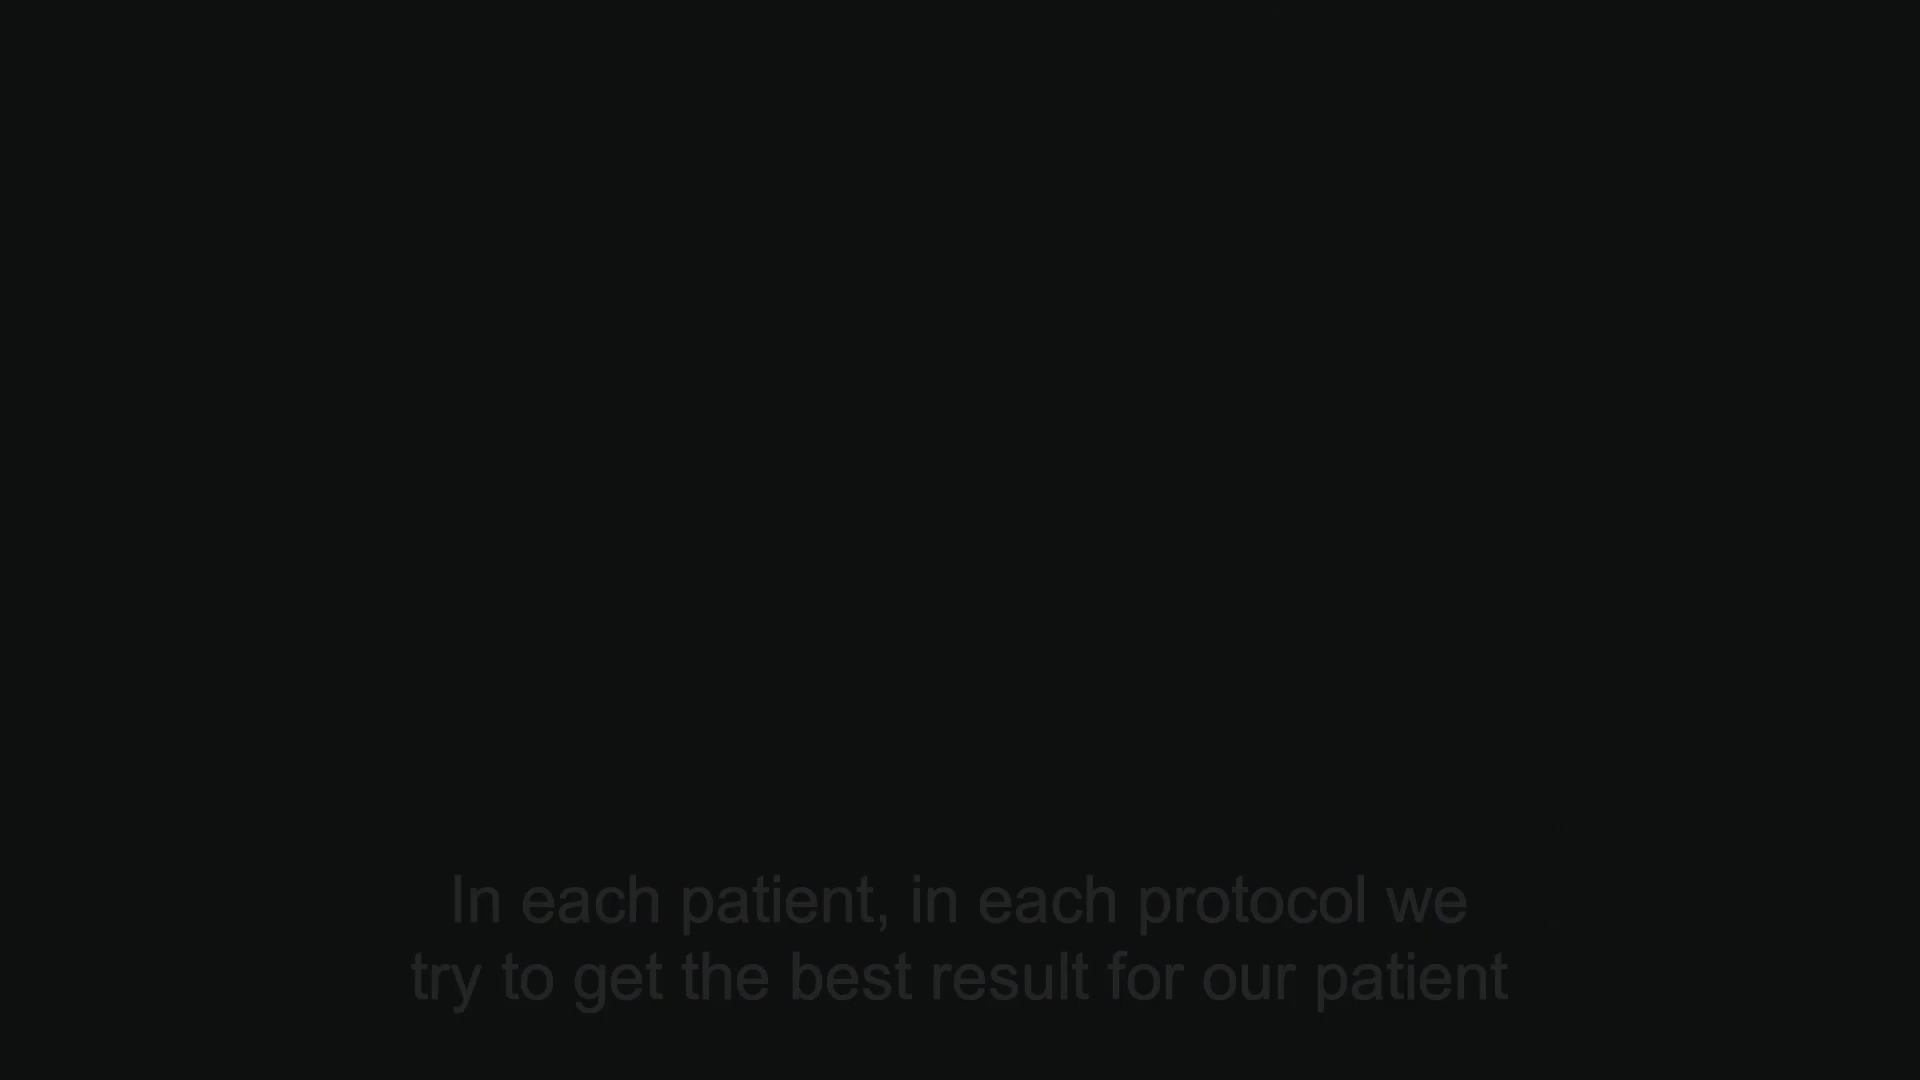 In each patient, in each protocol we
try to get the best result for our patient